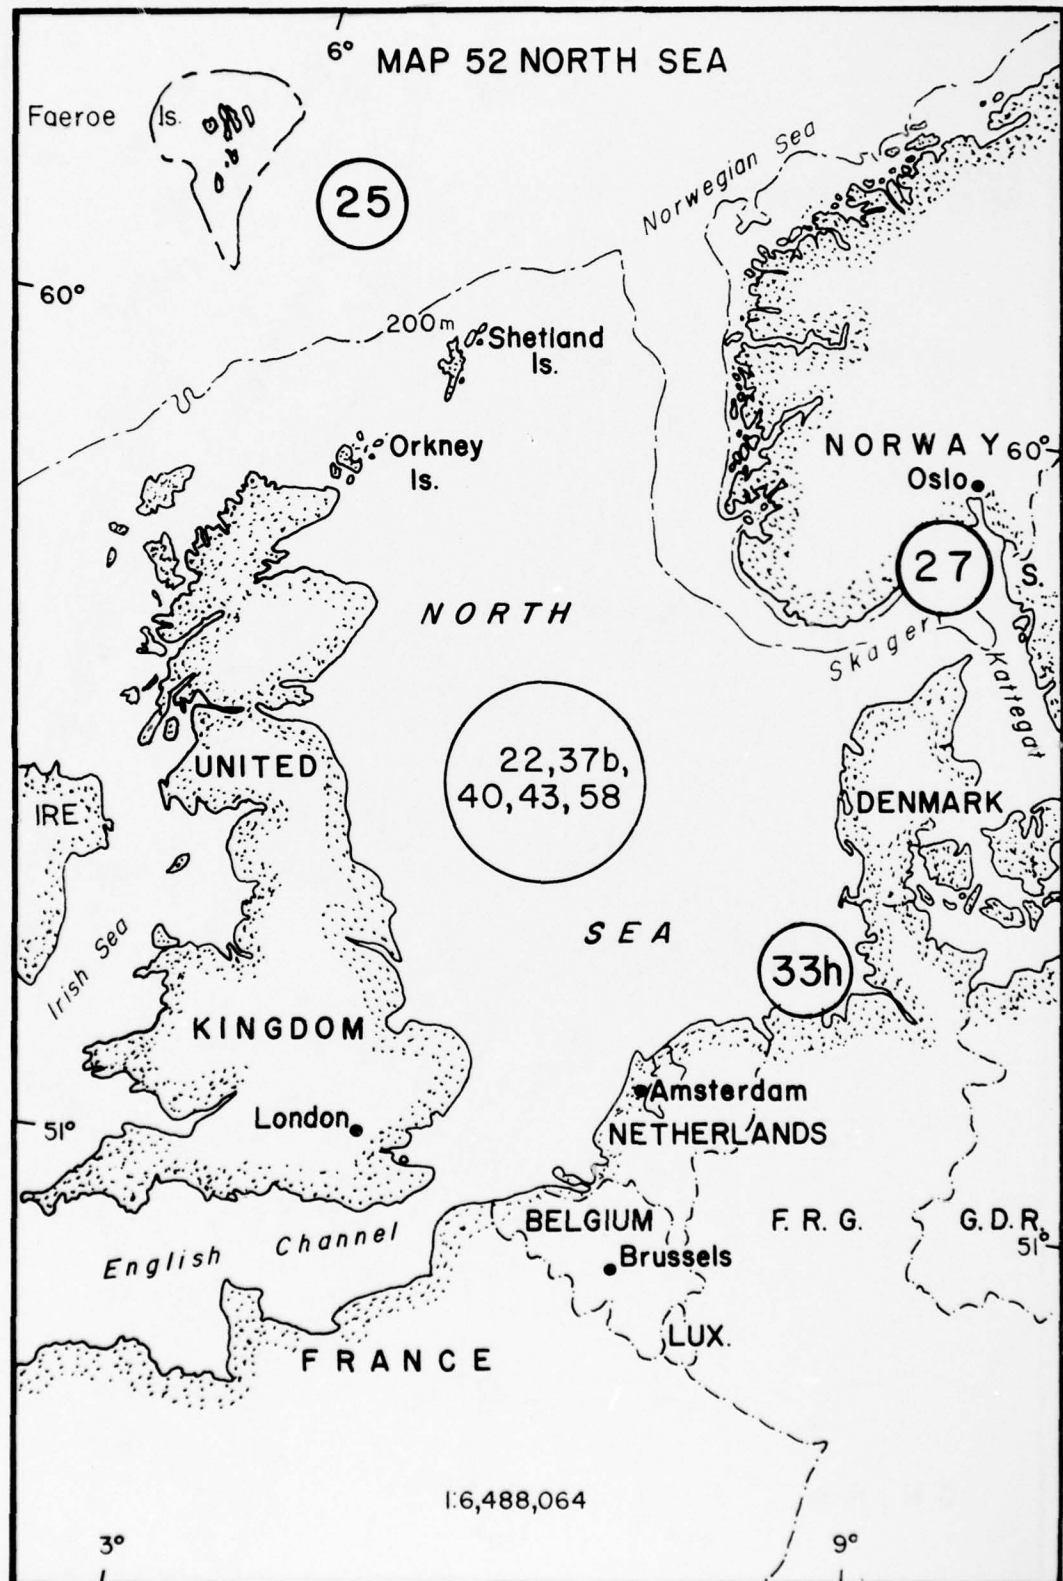 6°
MAP 52 NORTH SEA
Faeroe Is.
25
Norwegian Sea
60°
200m
Shetland
Is.
Orkney
Is.
NORWAY 60°
Oslo
27
S.
NORTH
Skager
Kattegat
UNITED
22,37b,
40,43,58
IRE
DENMARK
SEA
Irish Sea
33h
KINGDOM
Amsterdam
London
51°
NETHERLANDS
BELGIUM
F. R. G.
G. D. R.
51°
English Channel
Brussels
LUX.
FRANCE
1:6,488,064
3°
9°